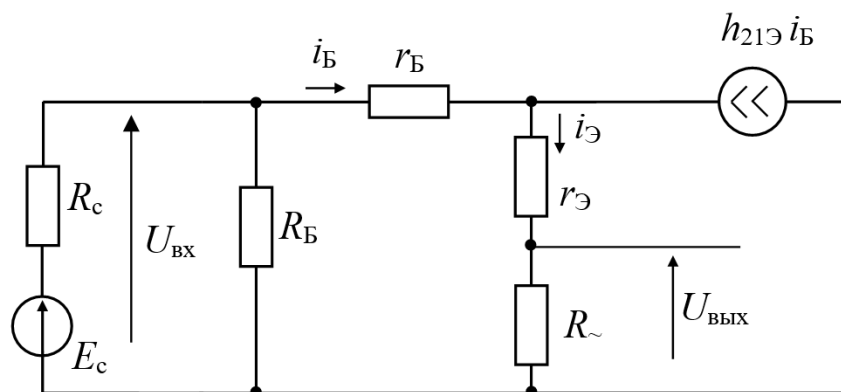 h21Э iБ
iБ
rБ
iЭ
Rс
rЭ
RБ
Uвх
Uвых
R~
Eс